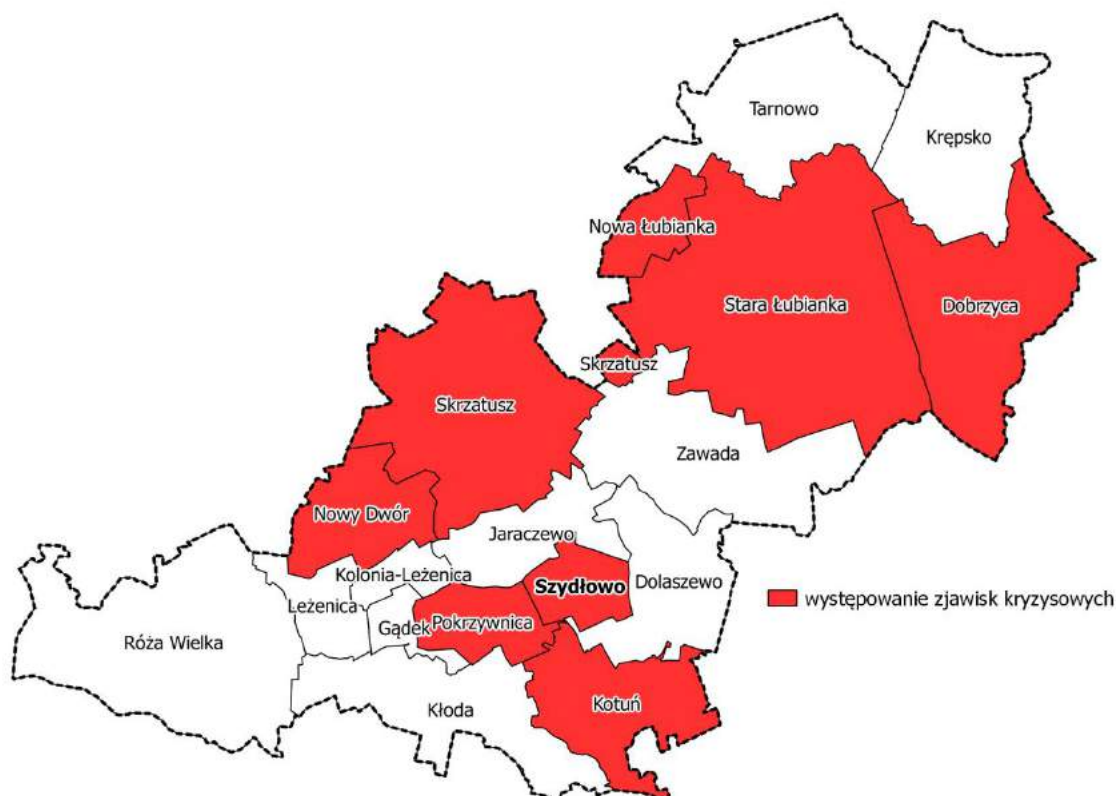 Tarnowo
Krępsko
Nowa Łubianka
Stara Łubianka
Dobrzyca
Skrzatusz
Skrzatusz
Zawada
Nowy Dwór
Jaraczewo
Kolonia-Leżenica
Szydłowo
Dolaszewo
występowanie zjawisk kryzysowych
Leżenica
Gądek
Pokrzywnica
Róża Wielka
Kłoda
Kotuń